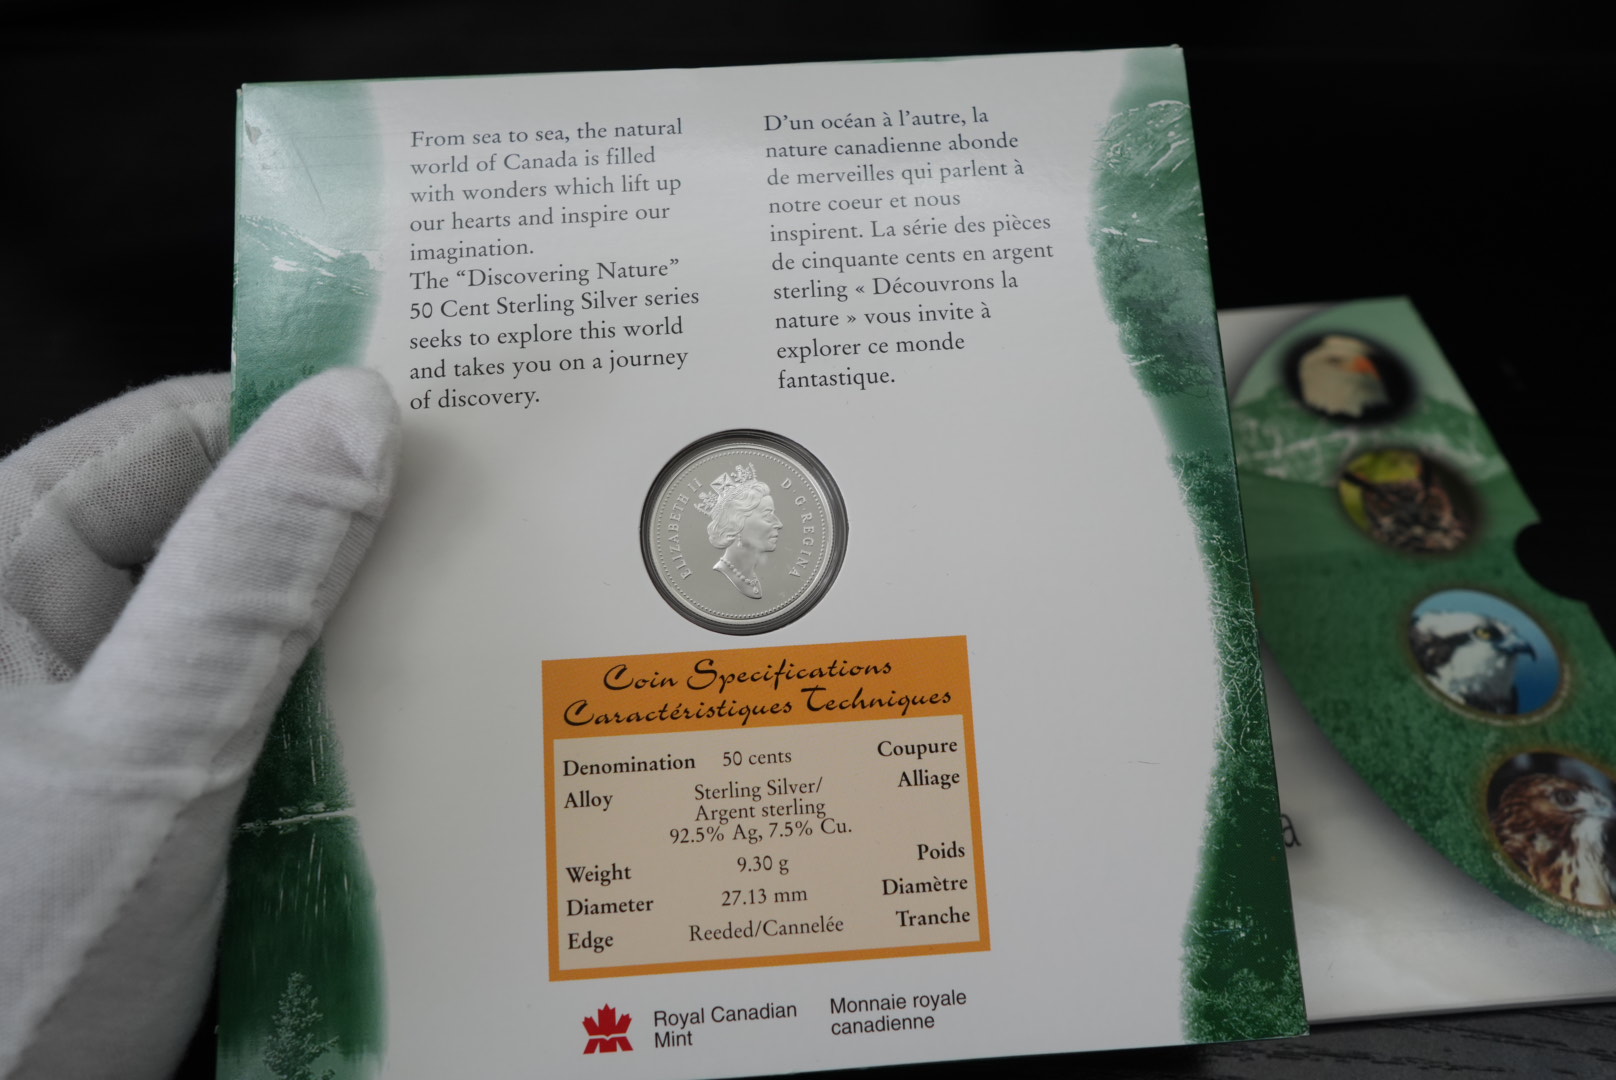 From sea to sea, the natural
world of Canada is filled
with wonders which lift up
our hearts and inspire our
imagination.
The “Discovering Nature”
50 Cent Sterling Silver series
seeks to explore this world
and takes you on a journey
of discovery.
D’un océan à l’autre, la
nature canadienne abonde
de merveilles qui parlent à
notre coeur et nous
inspirent. La série des pièces
de cinquante cents en argent
sterling « Découvrons la
nature » vous invite à
explorer ce monde
fantastique.
ELIZABETH II D·G·REGINA
Coin Specifications
Caractéristiques Techniques
Denomination 50 cents Coupure
Alloy Sterling Silver/ Alliage
Argent sterling
92.5% Ag, 7.5% Cu.
Weight 9.30 g Poids
Diameter 27.13 mm Diamètre
Edge Reeded/Cannelée Tranche
Royal Canadian
Mint
Monnaie royale
canadienne